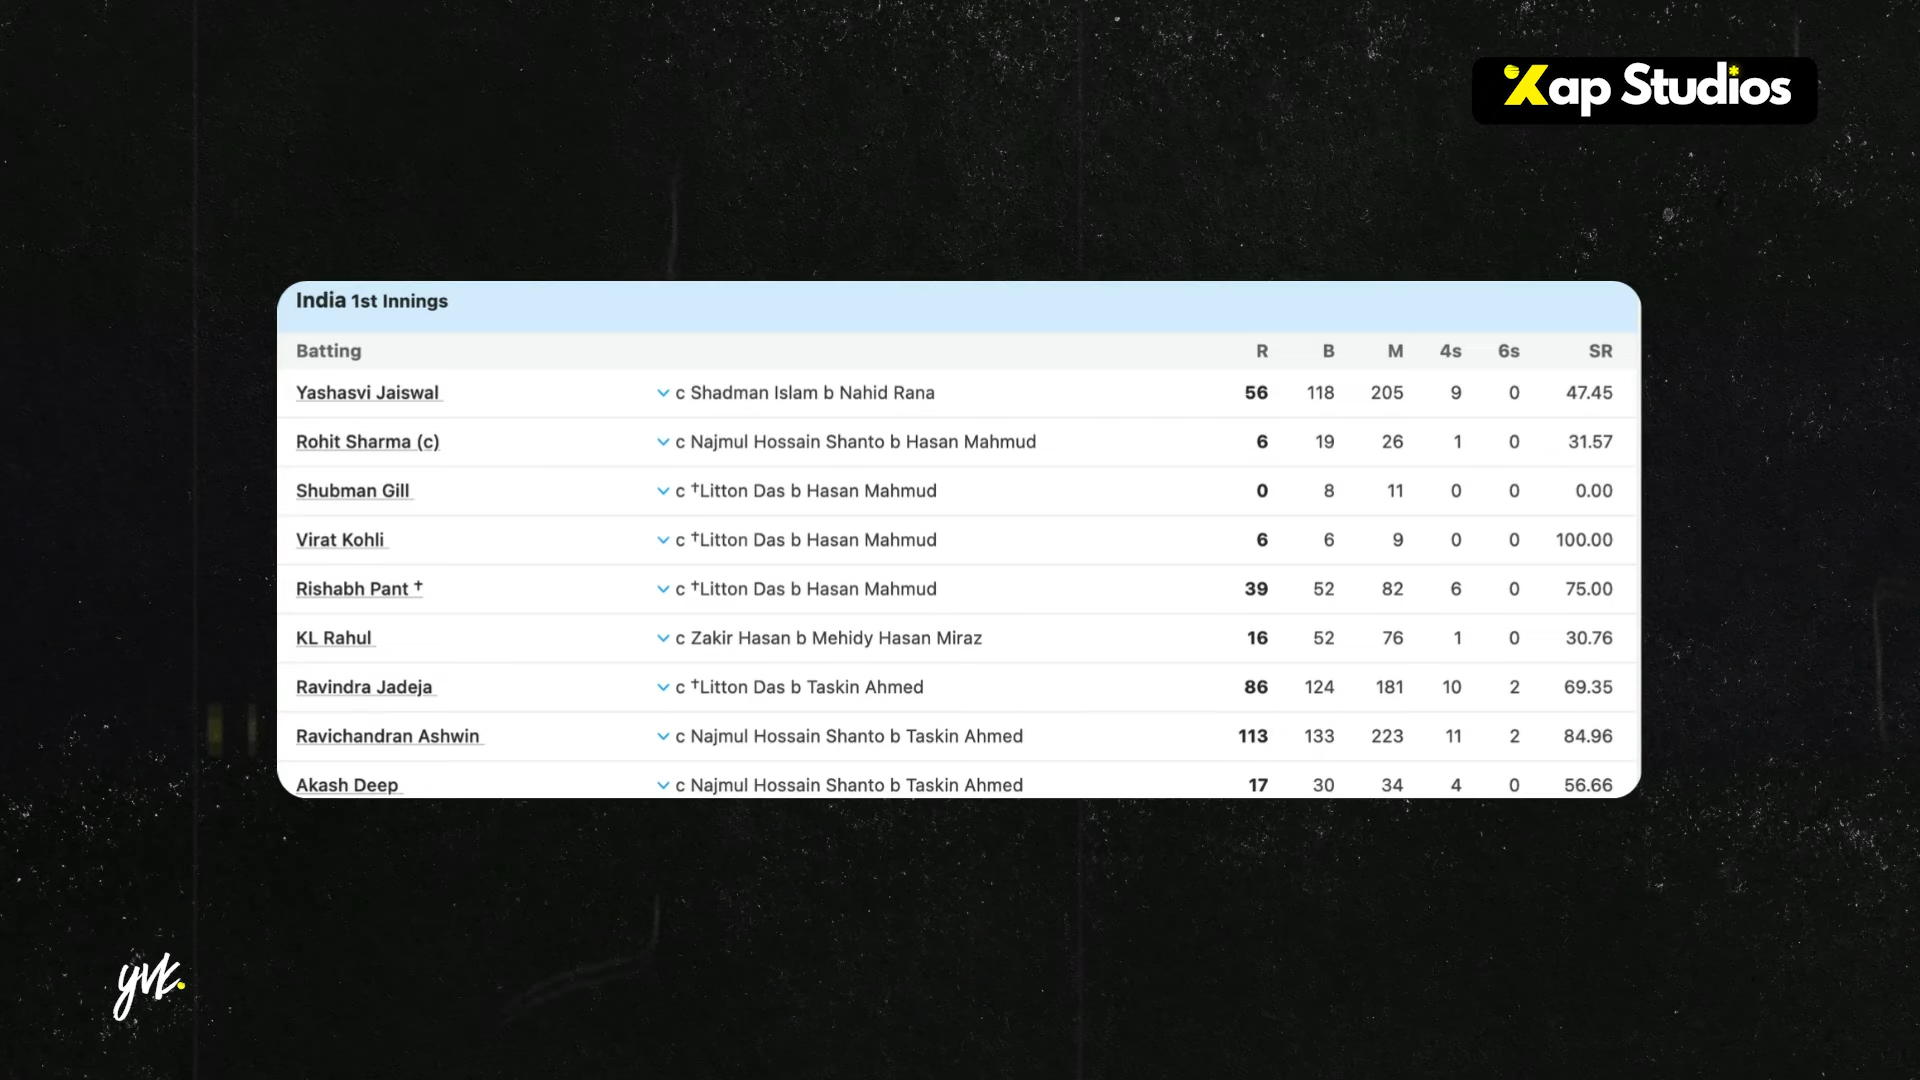 Xap Studios
India 1st Innings
Batting R B M 4s 6s SR
Yashasvi Jaiswal c Shadman Islam b Nahid Rana 56 118 205 9 0 47.45
Rohit Sharma (c) c Najmul Hossain Shanto b Hasan Mahmud 6 19 26 1 0 31.57
Shubman Gill c †Litton Das b Hasan Mahmud 0 8 11 0 0 0.00
Virat Kohli c †Litton Das b Hasan Mahmud 6 6 9 0 0 100.00
Rishabh Pant † c †Litton Das b Hasan Mahmud 39 52 82 6 0 75.00
KL Rahul c Zakir Hasan b Mehidy Hasan Miraz 16 52 76 1 0 30.76
Ravindra Jadeja c †Litton Das b Taskin Ahmed 86 124 181 10 2 69.35
Ravichandran Ashwin c Najmul Hossain Shanto b Taskin Ahmed 113 133 223 11 2 84.96
Akash Deep c Najmul Hossain Shanto b Taskin Ahmed 17 30 34 4 0 56.66
yvk.